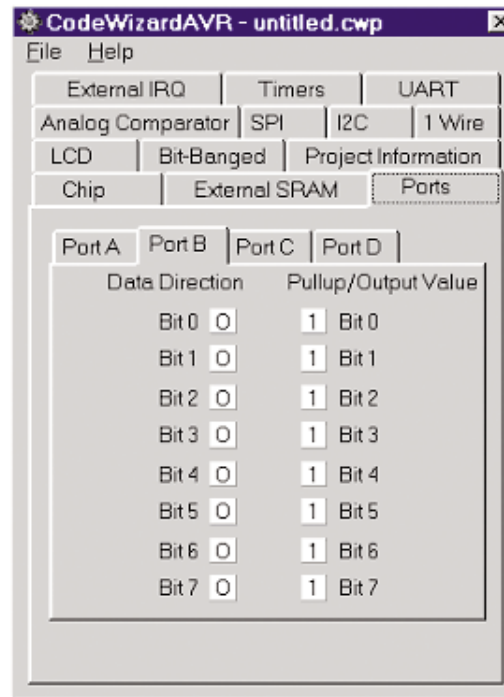 CodeWizardAVR - untitled.cwp
File Help
External IRQ Timers UART
Analog Comparator SPI I2C 1 Wire
LCD Bit-Banged Project Information
Chip External SRAM Ports
Port A Port B Port C Port D
Data Direction Pullup/Output Value
Bit 0 O 1 Bit 0
Bit 1 O 1 Bit 1
Bit 2 O 1 Bit 2
Bit 3 O 1 Bit 3
Bit 4 O 1 Bit 4
Bit 5 O 1 Bit 5
Bit 6 O 1 Bit 6
Bit 7 O 1 Bit 7